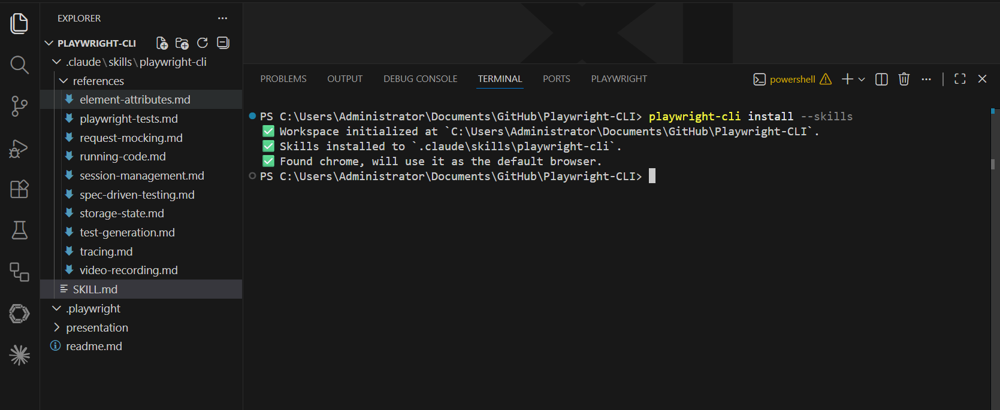 EXPLORER
PLAYWRIGHT-CLI
.claude\skills\playwright-cli
references
element-attributes.md
playwright-tests.md
request-mocking.md
running-code.md
session-management.md
spec-driven-testing.md
storage-state.md
test-generation.md
tracing.md
video-recording.md
SKILL.md
.playwright
presentation
readme.md
PROBLEMS OUTPUT DEBUG CONSOLE TERMINAL PORTS PLAYWRIGHT powershell
PS C:\Users\Administrator\Documents\GitHub\Playwright-CLI> playwright-cli install --skills
✅ Workspace initialized at `C:\Users\Administrator\Documents\GitHub\Playwright-CLI`.
✅ Skills installed to `.claude\skills\playwright-cli`.
✅ Found chrome, will use it as the default browser.
PS C:\Users\Administrator\Documents\GitHub\Playwright-CLI>